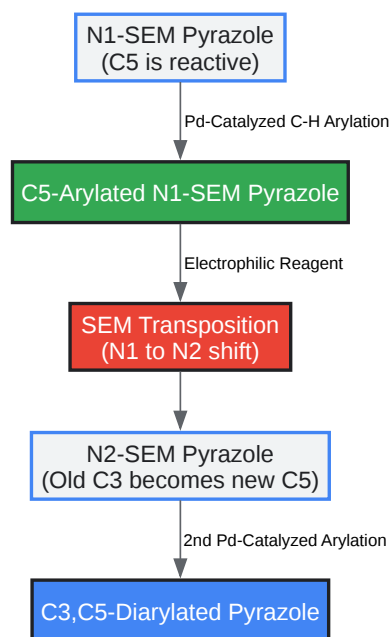 N1-SEM Pyrazole
(C5 is reactive)
Pd-Catalyzed C-H Arylation
C5-Arylated N1-SEM Pyrazole
Electrophilic Reagent
SEM Transposition
(N1 to N2 shift)
N2-SEM Pyrazole
(Old C3 becomes new C5)
2nd Pd-Catalyzed Arylation
C3,C5-Diarylated Pyrazole